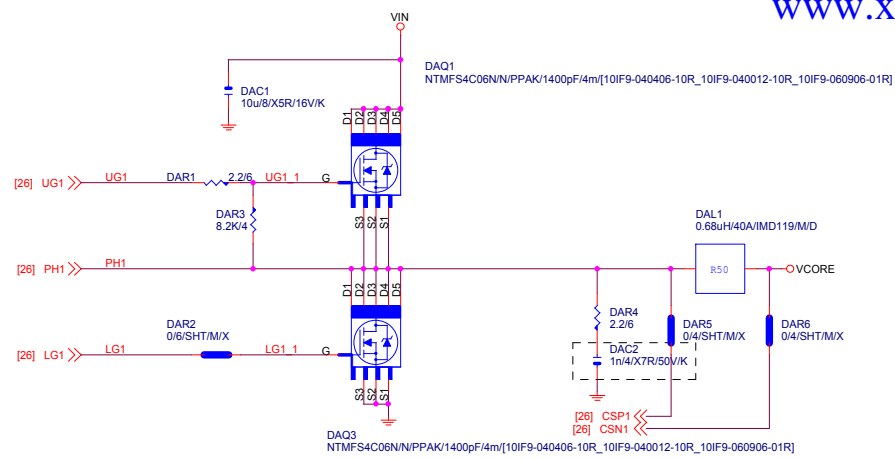 www.x
VIN
DAQ1
NTMFS4C06N/N/PPAK/1400pF/4m/[10IF9-040406-10R_10IF9-040012-10R_10IF9-060906-01R]
DAC1
10u/8/X5R/16V/K
D1 D2 D3 D4 D5
[26] UG1 UG1 DAR1 2.2/6 UG1_1 G
S3 S2 S1
DAR3
8.2K/4
DAL1
0.68uH/40A/IMD119/M/D
[26] PH1 PH1
R50
VCORE
D1 D2 D3 D4 D5
DAR2
0/6/SHT/M/X
DAR4
2.2/6
DAR5
0/4/SHT/M/X
DAR6
0/4/SHT/M/X
[26] LG1 LG1 LG1_1 G
DAC2
1n/4/X7R/50V/K
S3 S2 S1
[26] CSP1
[26] CSN1
DAQ3
NTMFS4C06N/N/PPAK/1400pF/4m/[10IF9-040406-10R_10IF9-040012-10R_10IF9-060906-01R]